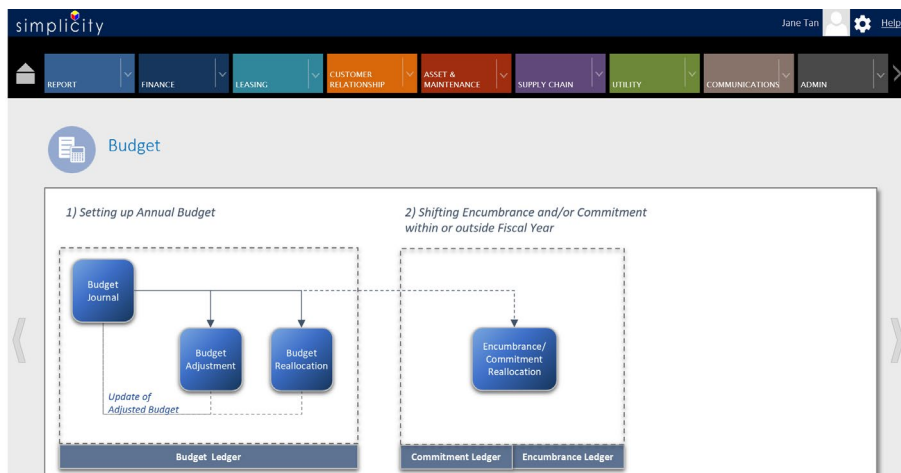 simplicity
Jane Tan
Help
REPORT
FINANCE
LEASING
CUSTOMER
RELATIONSHIP
ASSET &
MAINTENANCE
SUPPLY CHAIN
UTILITY
COMMUNICATIONS
ADMIN
Budget
1) Setting up Annual Budget
2) Shifting Encumbrance and/or Commitment
within or outside Fiscal Year
Budget
Journal
Budget
Adjustment
Budget
Reallocation
Encumbrance/
Commitment
Reallocation
Update of
Adjusted Budget
Budget Ledger
Commitment Ledger
Encumbrance Ledger